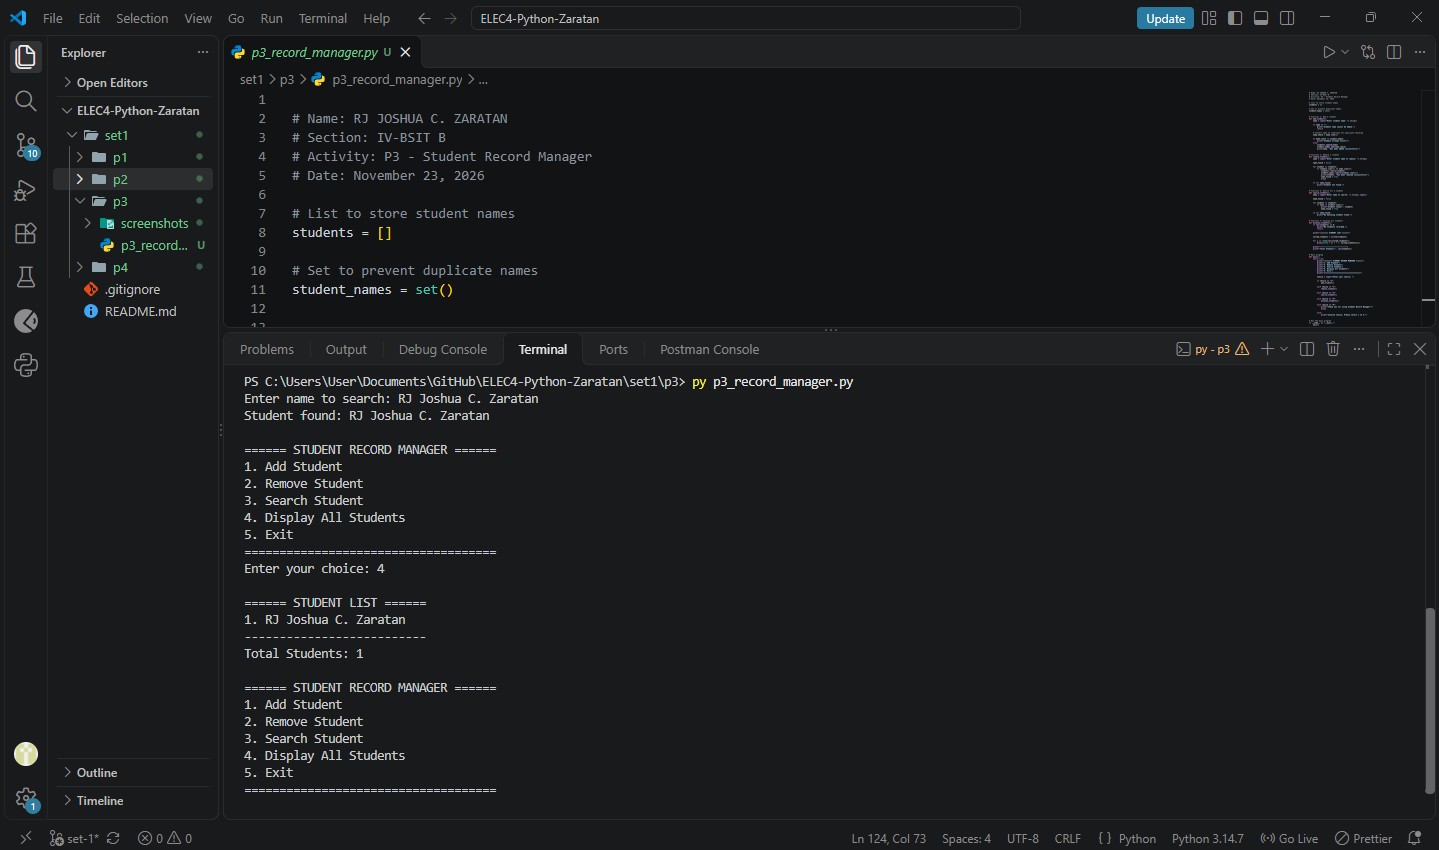 File Edit Selection View Go Run Terminal Help
ELEC4-Python-Zaratan
Update
Explorer
Open Editors
ELEC4-Python-Zaratan
set1
p1
p2
p3
screenshots
p3_record... U
p4
.gitignore
README.md
Outline
Timeline
10
1
p3_record_manager.py U
set1 > p3 > p3_record_manager.py > ...
1
2 # Name: RJ JOSHUA C. ZARATAN
3 # Section: IV-BSIT B
4 # Activity: P3 - Student Record Manager
5 # Date: November 23, 2026
6
7 # List to store student names
8 students = []
9
10 # Set to prevent duplicate names
11 student_names = set()
12
Problems Output Debug Console Terminal Ports Postman Console
py - p3
PS C:\Users\User\Documents\GitHub\ELEC4-Python-Zaratan\set1\p3> py p3_record_manager.py
Enter name to search: RJ Joshua C. Zaratan
Student found: RJ Joshua C. Zaratan
====== STUDENT RECORD MANAGER ======
1. Add Student
2. Remove Student
3. Search Student
4. Display All Students
5. Exit
====================================
Enter your choice: 4
====== STUDENT LIST ======
1. RJ Joshua C. Zaratan
--------------------------
Total Students: 1
====== STUDENT RECORD MANAGER ======
1. Add Student
2. Remove Student
3. Search Student
4. Display All Students
5. Exit
====================================
set-1* 0 0 Ln 124, Col 73 Spaces: 4 UTF-8 CRLF { } Python Python 3.14.7 Go Live Prettier